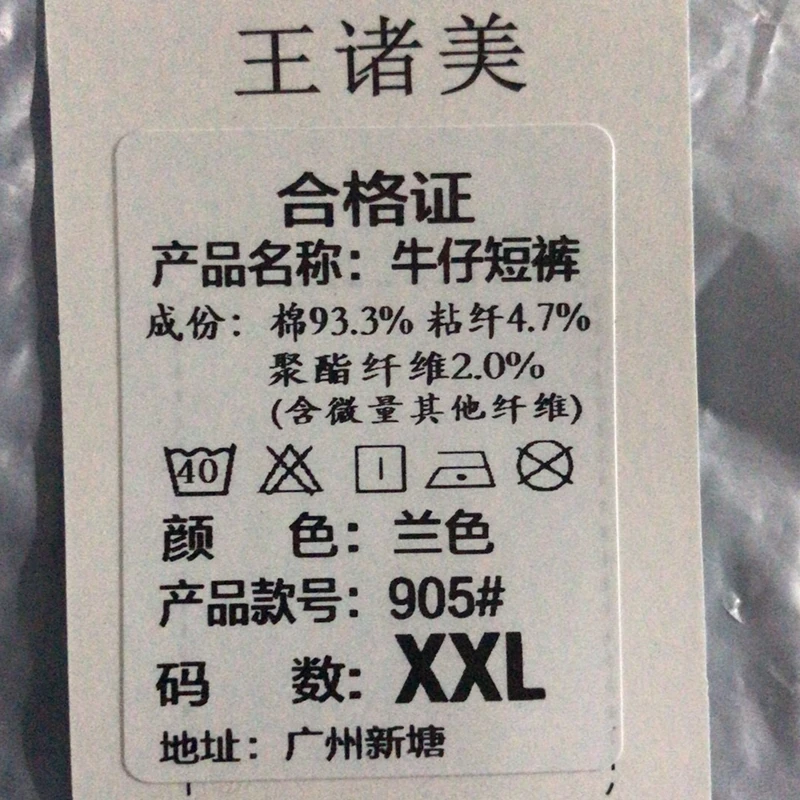 王诸美
合格证
产品名称：牛仔短裤
成份：棉93.3% 粘纤4.7%
聚酯纤维2.0%
(含微量其他纤维)
40
颜 色：兰色
产品款号：905#
码 数：XXL
地址：广州新塘